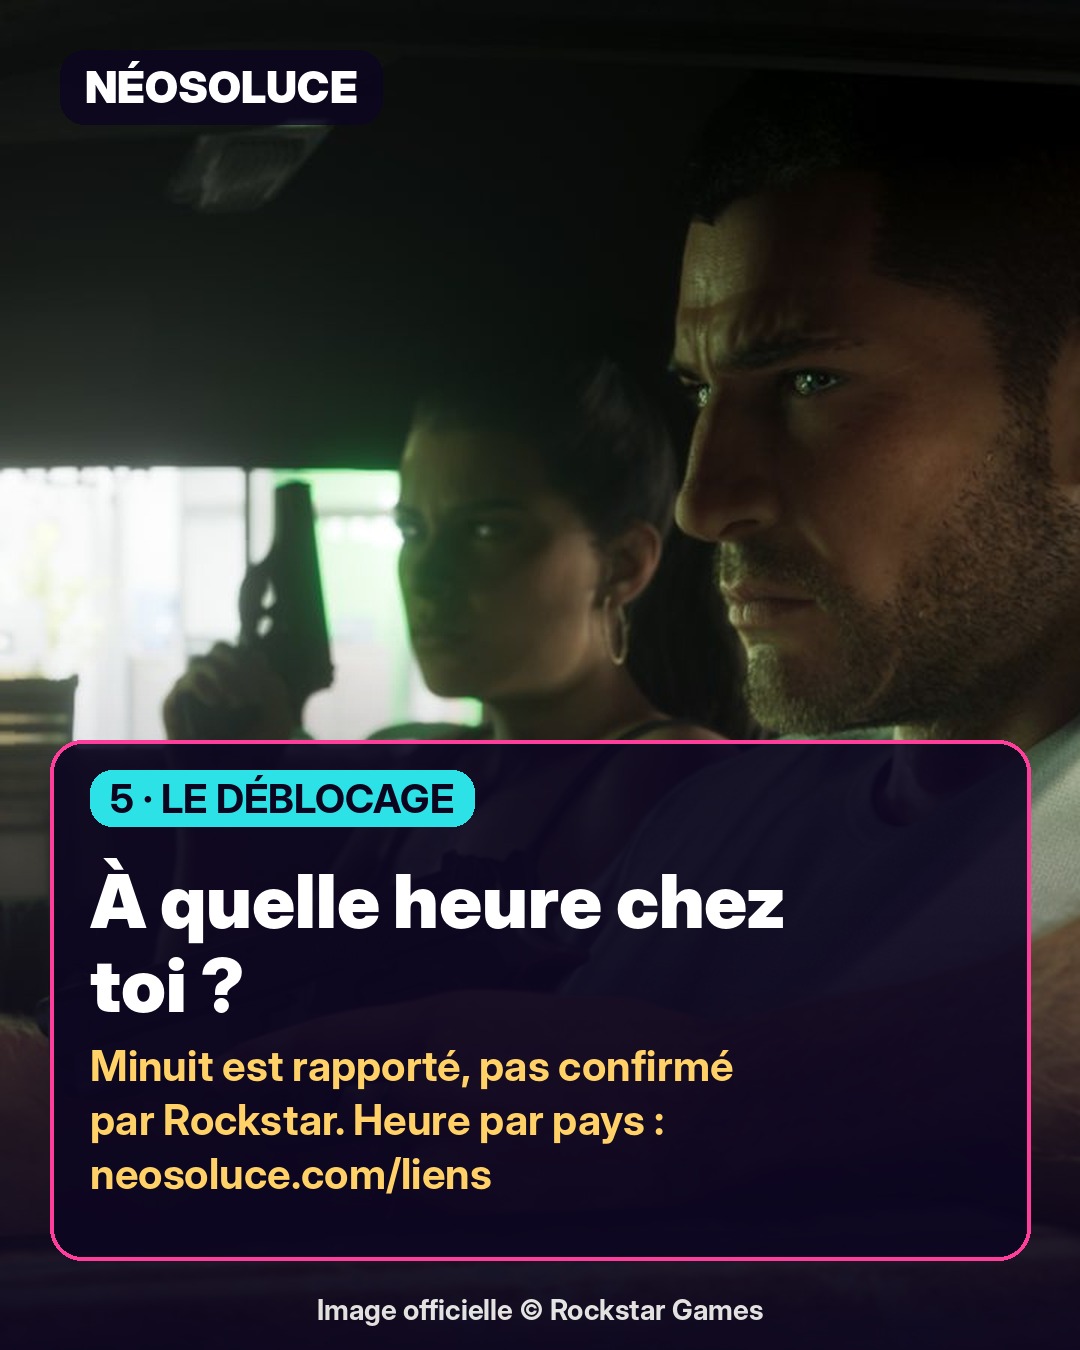 NÉOSOLUCE
5 · LE DÉBLOCAGE
À quelle heure chez
toi ?
Minuit est rapporté, pas confirmé
par Rockstar. Heure par pays :
neosoluce.com/liens
Image officielle © Rockstar Games